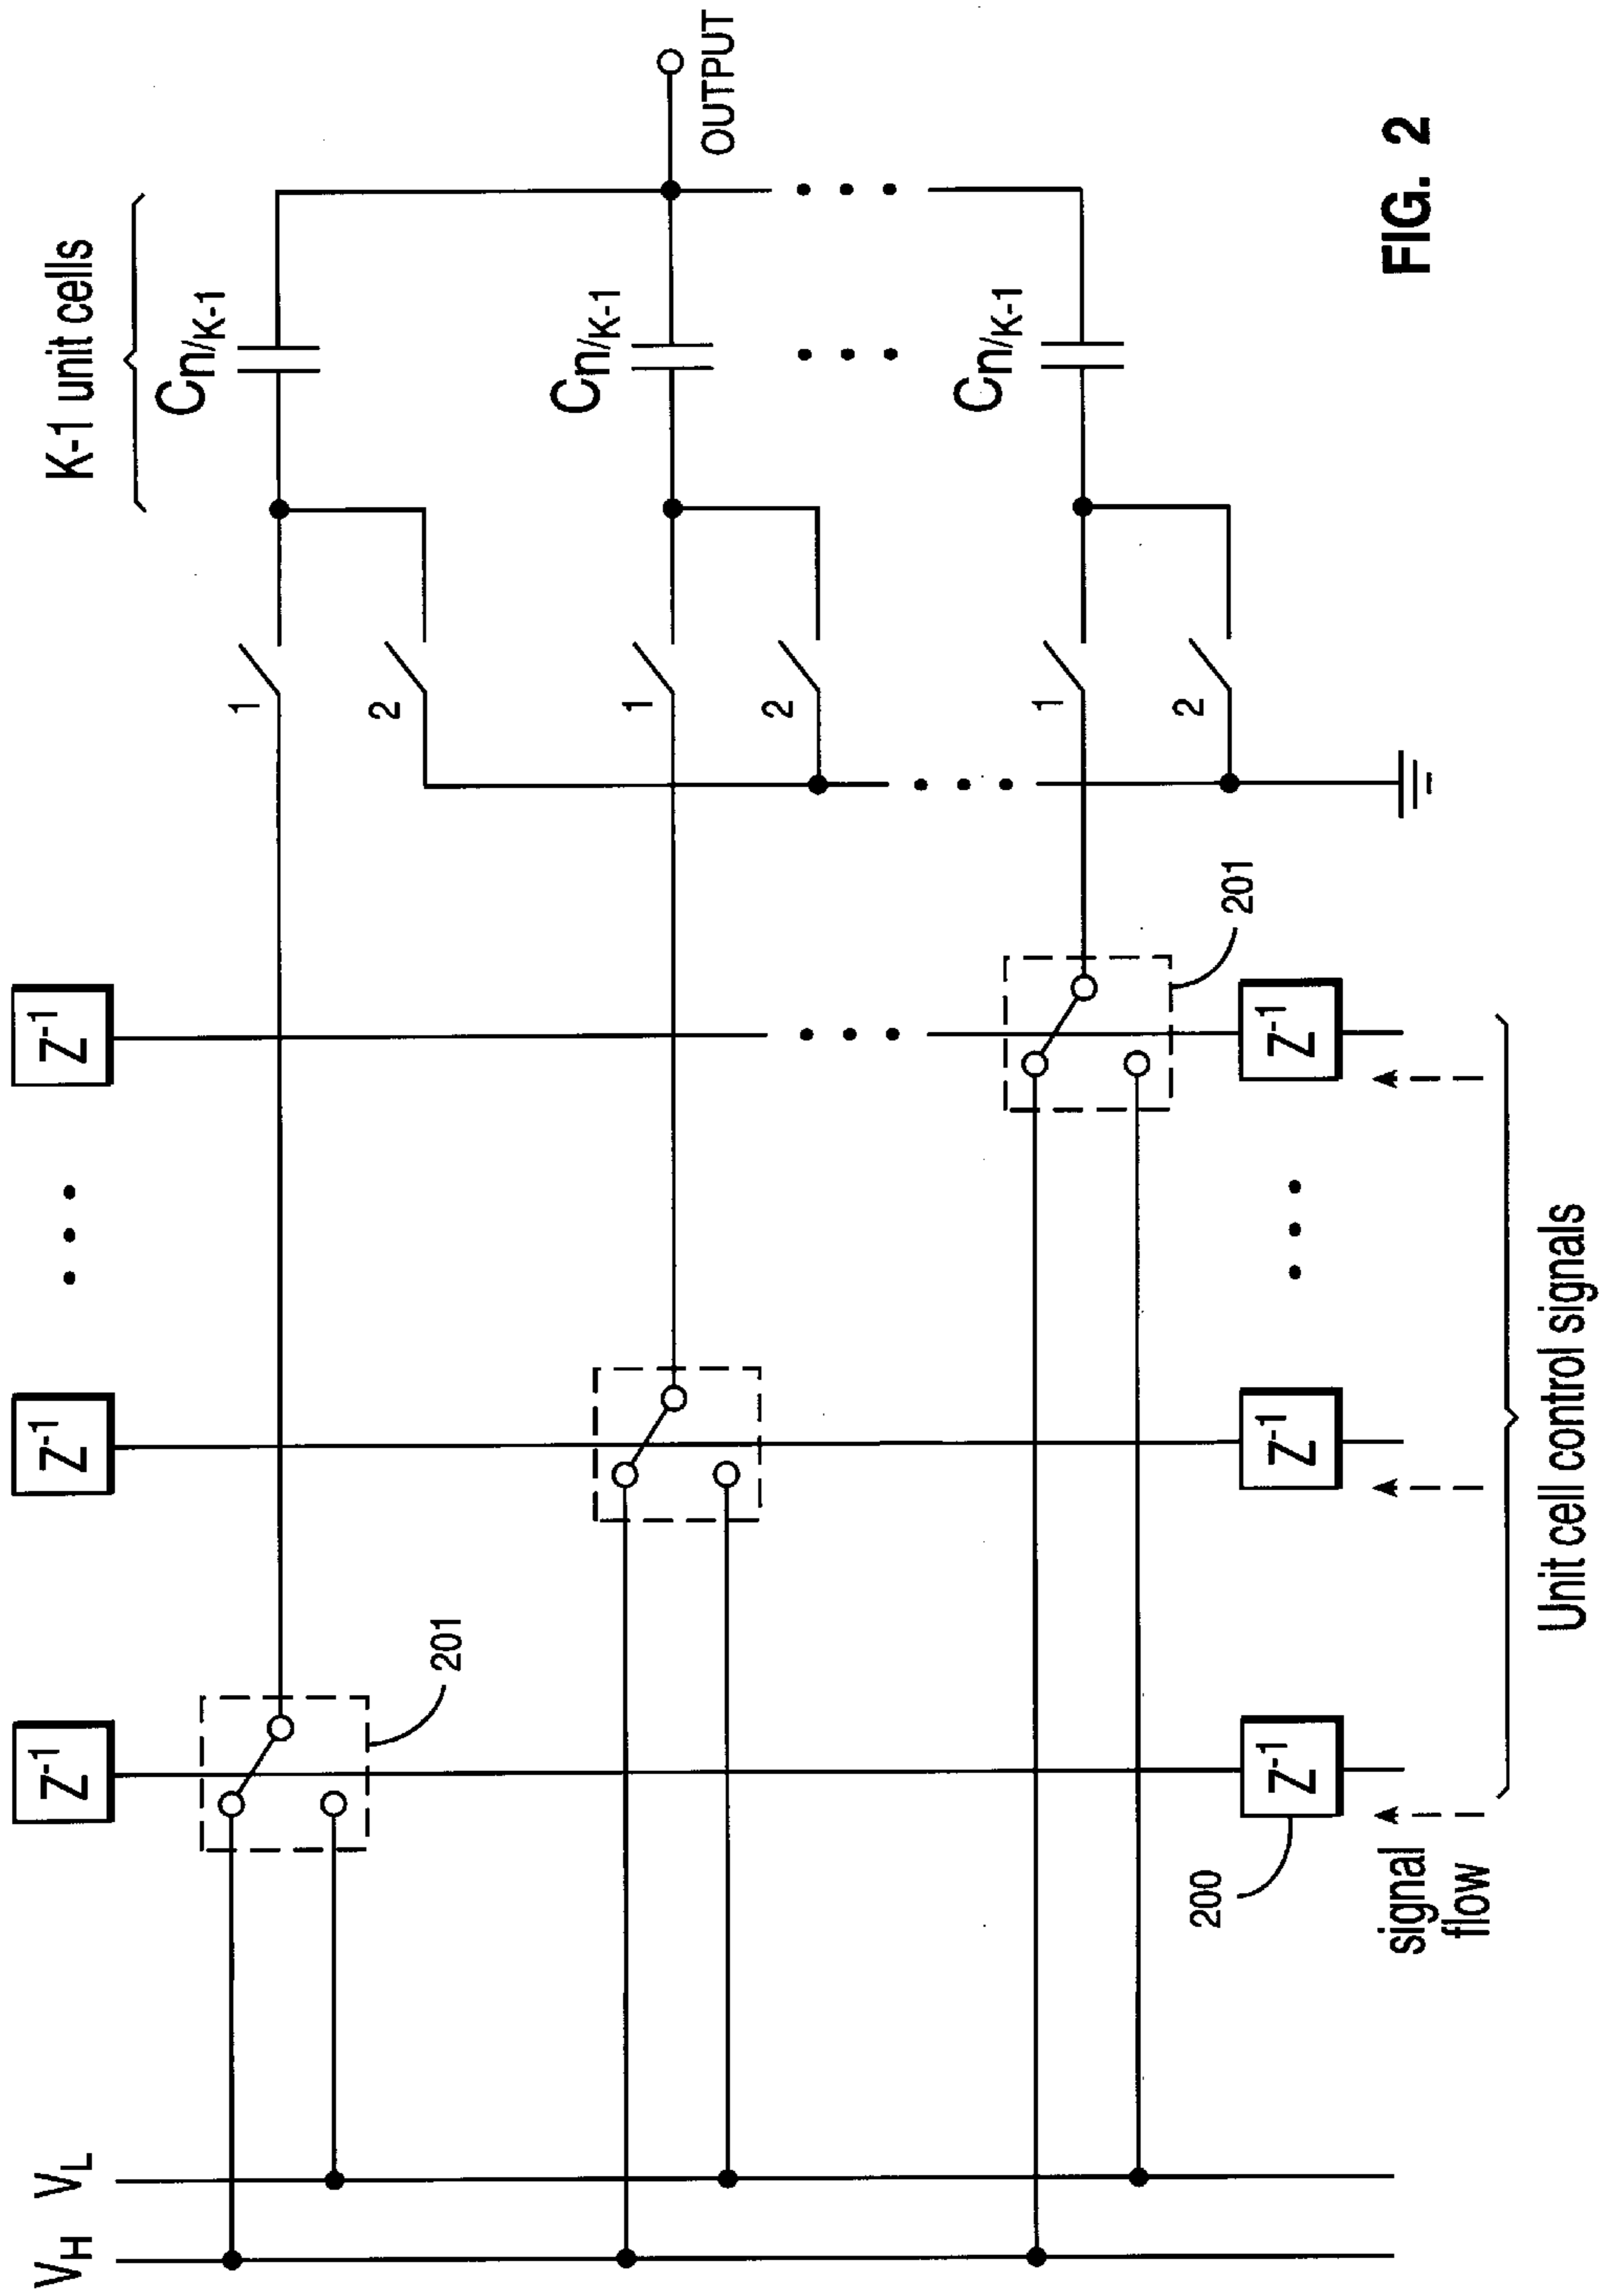 K-1 unit cells
Z-1 Z-1 Z-1
VH VL
Cn/K-1
1
2
201
Cn/K-1
OUTPUT
1
2
Cn/K-1
1
2
201
Z-1 Z-1 Z-1
200
signal
flow
Unit cell control signals
FIG. 2